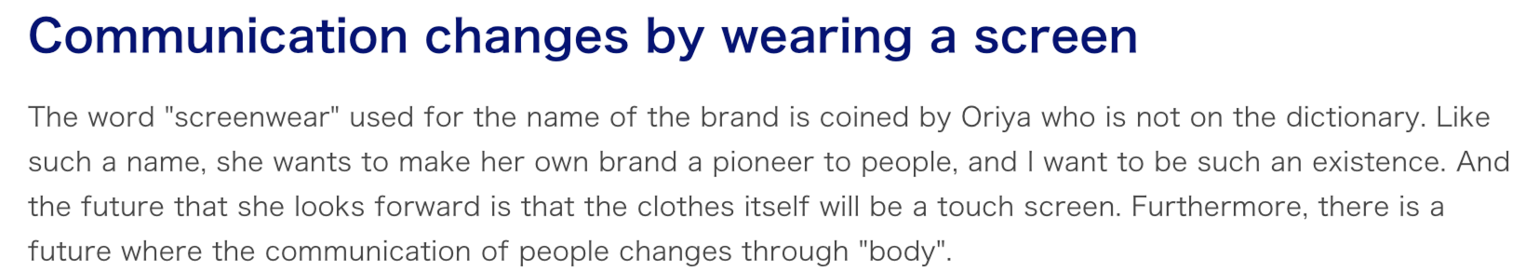 Communication changes by wearing a screen
The word "screenwear" used for the name of the brand is coined by Oriya who is not on the dictionary. Like
such a name, she wants to make her own brand a pioneer to people, and I want to be such an existence. And
the future that she looks forward is that the clothes itself will be a touch screen. Furthermore, there is a
future where the communication of people changes through "body".